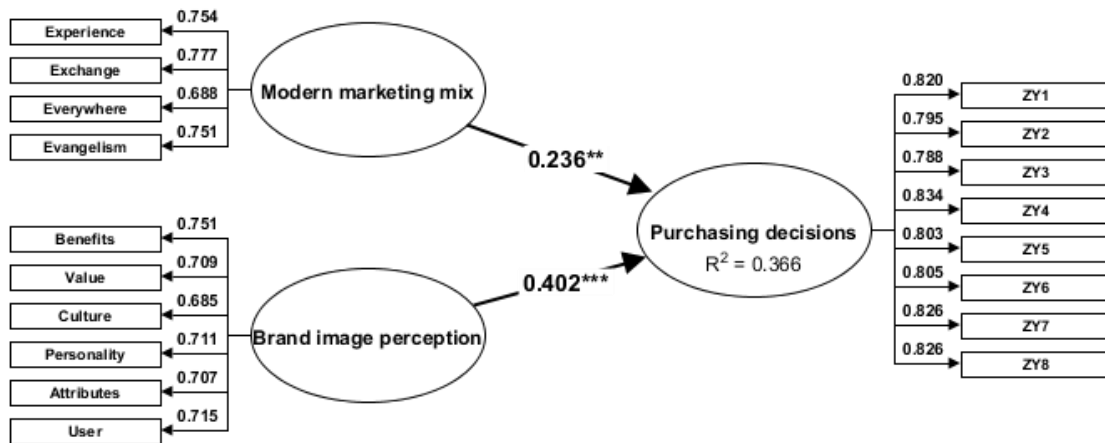 Experience
0.754
Exchange
0.777
Everywhere
0.688
Evangelism
0.751
Modern marketing mix
0.236**
Benefits
0.751
Value
0.709
Culture
0.685
Personality
0.711
Attributes
0.707
User
0.715
Brand image perception
0.402***
Purchasing decisions
R² = 0.366
0.820
ZY1
0.795
ZY2
0.788
ZY3
0.834
ZY4
0.803
ZY5
0.805
ZY6
0.826
ZY7
0.826
ZY8